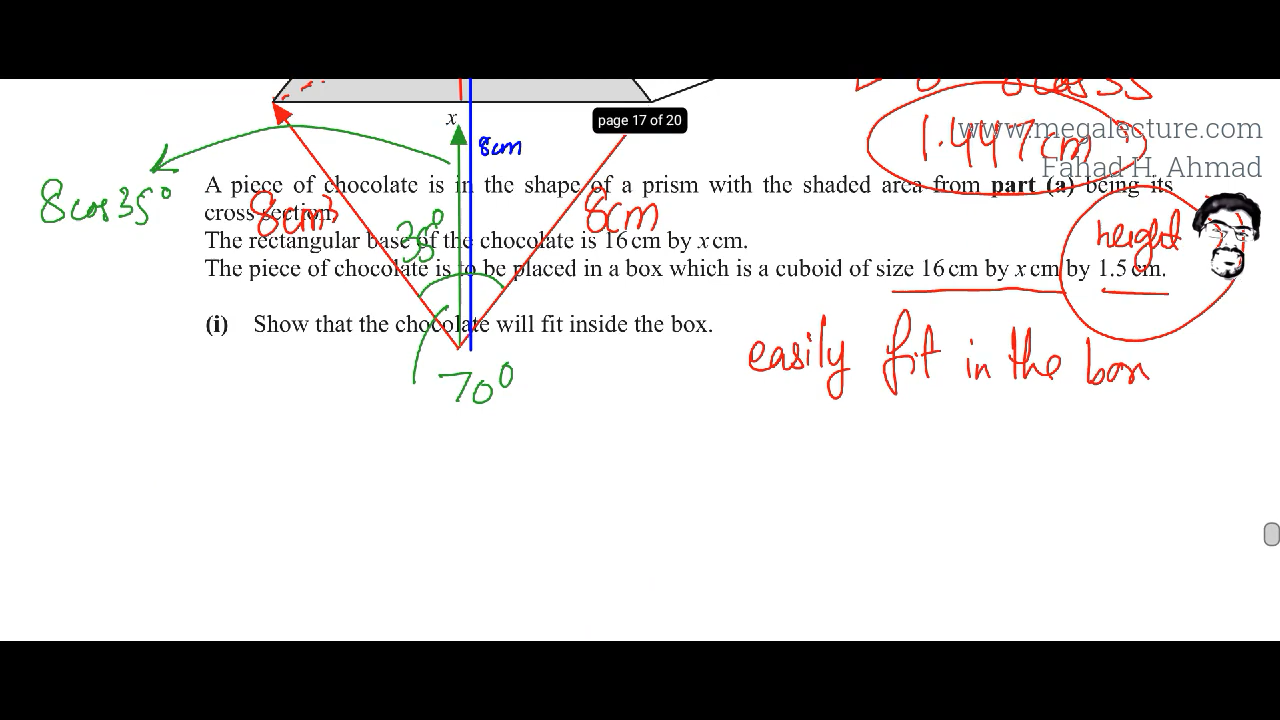 8cos35
x
page 17 of 20
1.447cm
www.megalecture.com
Fahad H. Ahmad
8cm
A piece of chocolate is in the shape of a prism with the shaded area from part (a) being its
8cos35°
cross section.
8cm
8cm
35°
height
The rectangular base of the chocolate is 16 cm by x cm.
The piece of chocolate is to be placed in a box which is a cuboid of size 16 cm by x cm by 1.5 cm.
(i) Show that the chocolate will fit inside the box.
easily fit in the box
70°